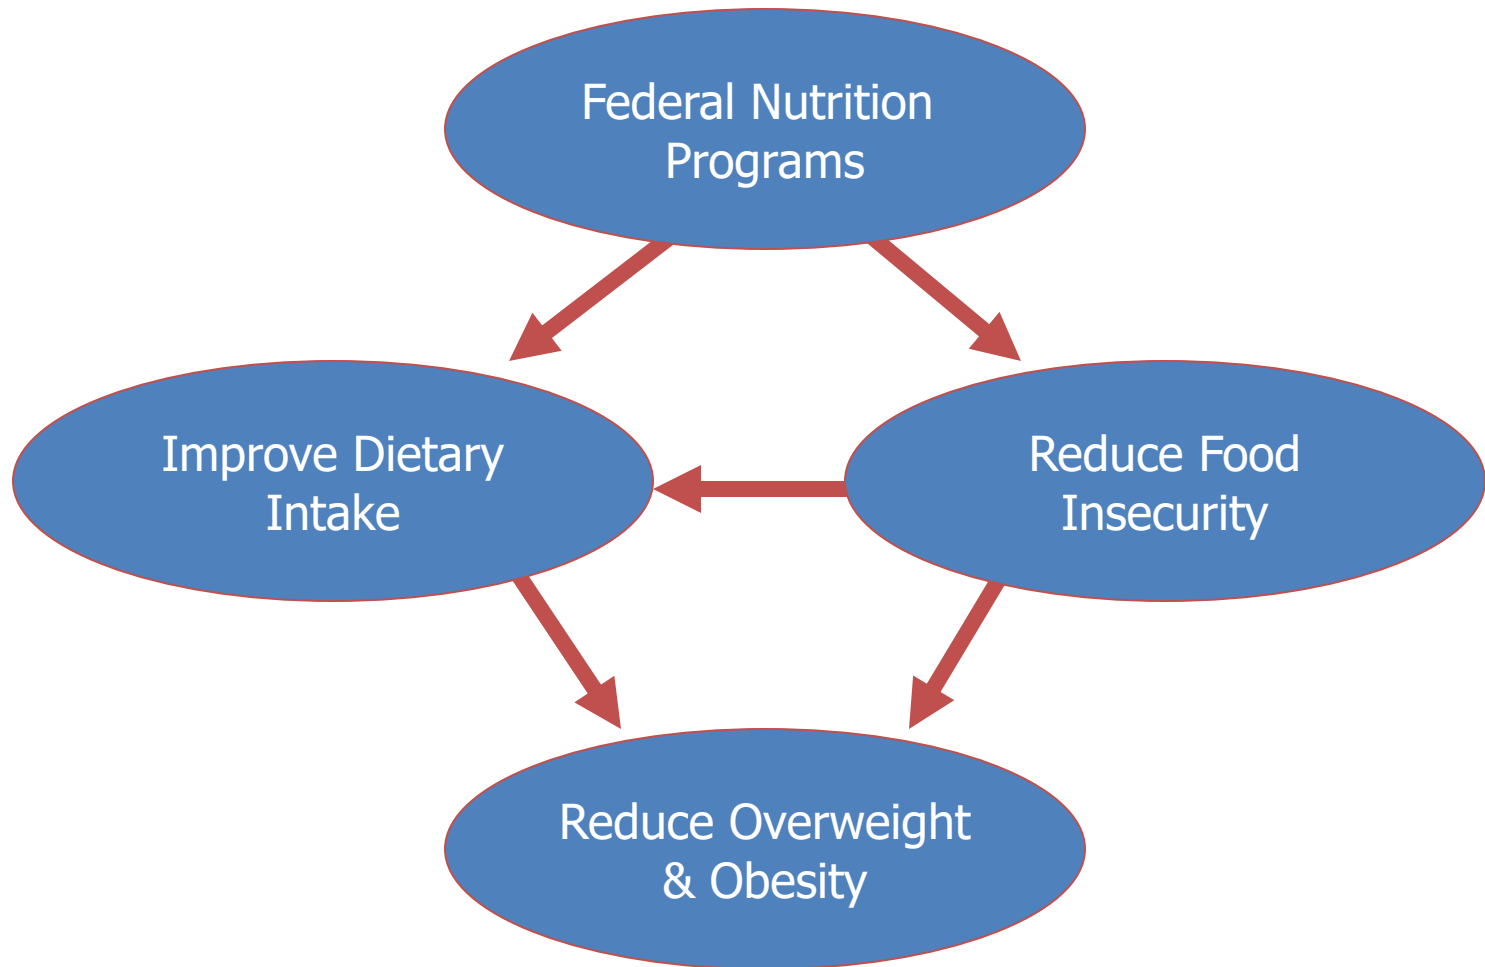 Federal Nutrition
Programs
Improve Dietary
Intake
Reduce Food
Insecurity
Reduce Overweight
& Obesity